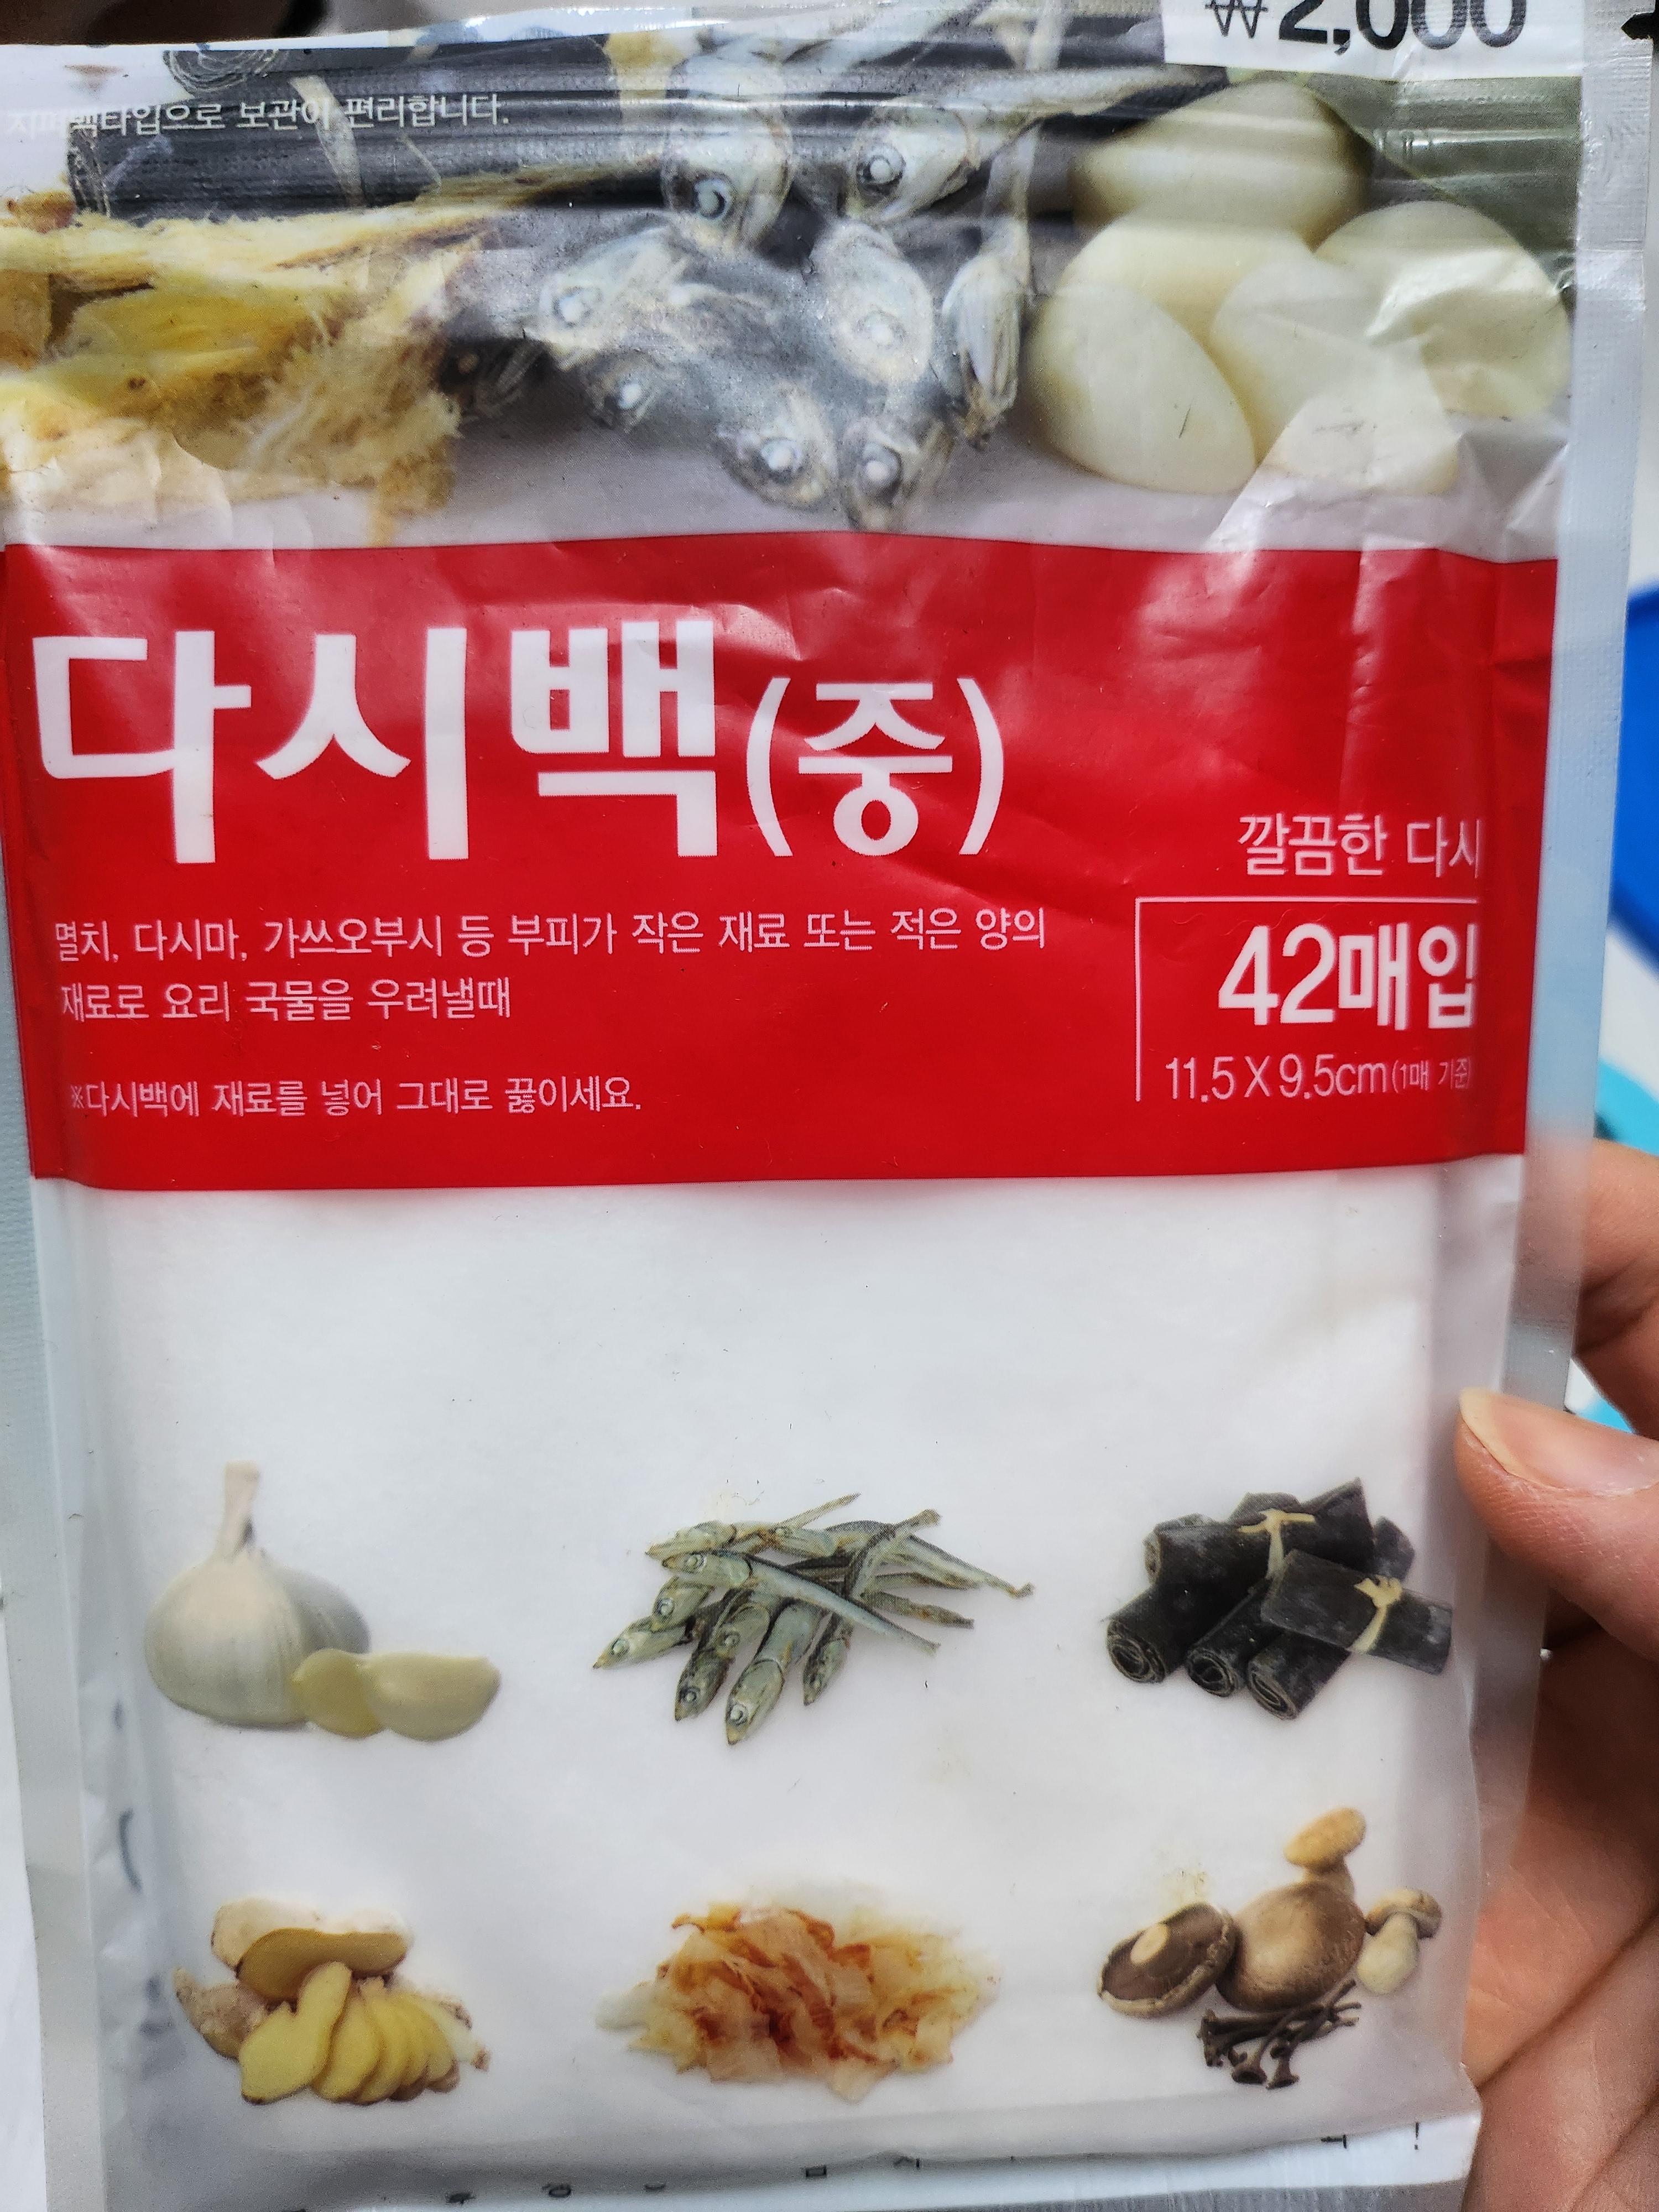 ₩2,000
지퍼백타입으로 보관이 편리합니다.
다시백(중)
깔끔한 다시
멸치, 다시마, 가쓰오부시 등 부피가 작은 재료 또는 적은 양의
재료로 요리 국물을 우려낼때
42매입
11.5 X 9.5cm(1매 기준)
※다시백에 재료를 넣어 그대로 끓이세요.